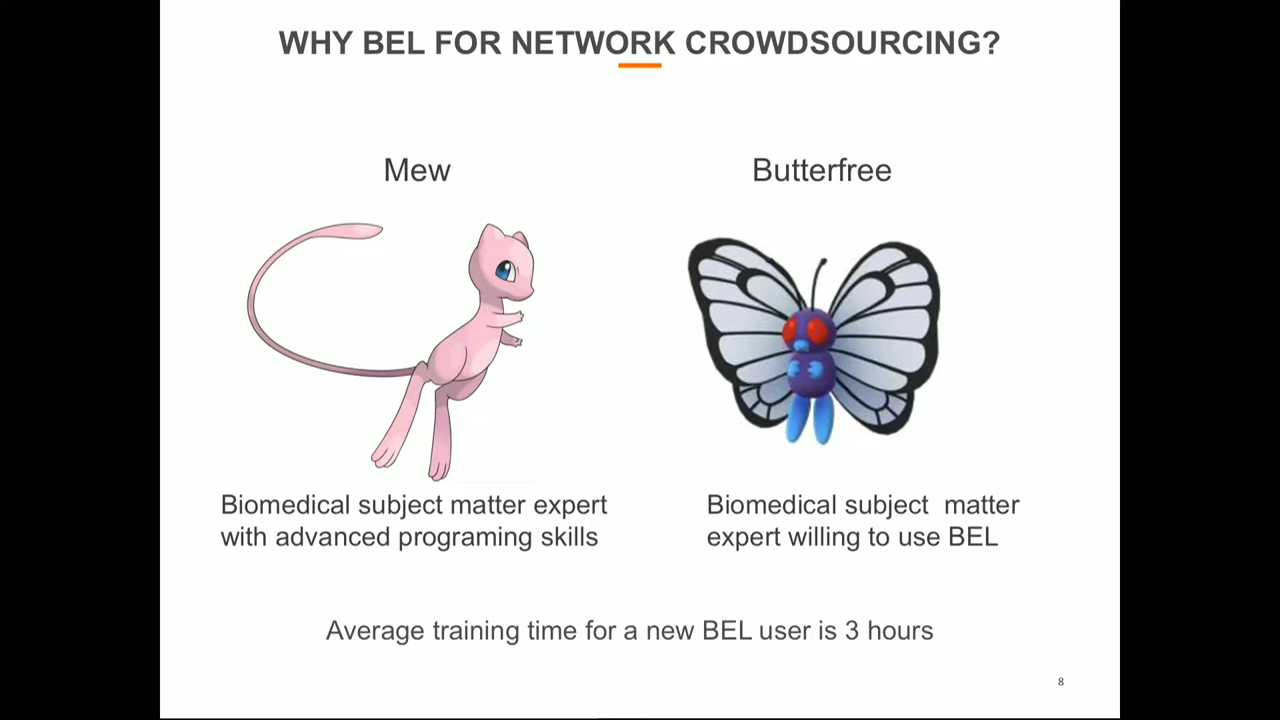 WHY BEL FOR NETWORK CROWDSOURCING?
Mew
Butterfree
Biomedical subject matter expert
with advanced programing skills
Biomedical subject  matter
expert willing to use BEL
Average training time for a new BEL user is 3 hours
8